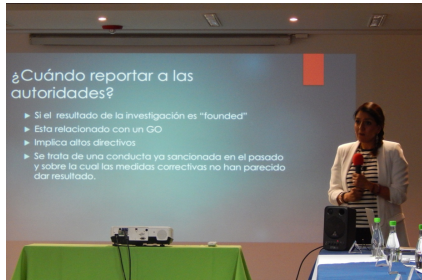 ¿Cuándo reportar a las
autoridades?
Si el resultado de la investigación es "founded"
Esta relacionado con un GO
Implica altos directivos
Se trata de una conducta ya sancionada en el pasado
y sobre la cual las medidas correctivas no han parecido
dar resultado.